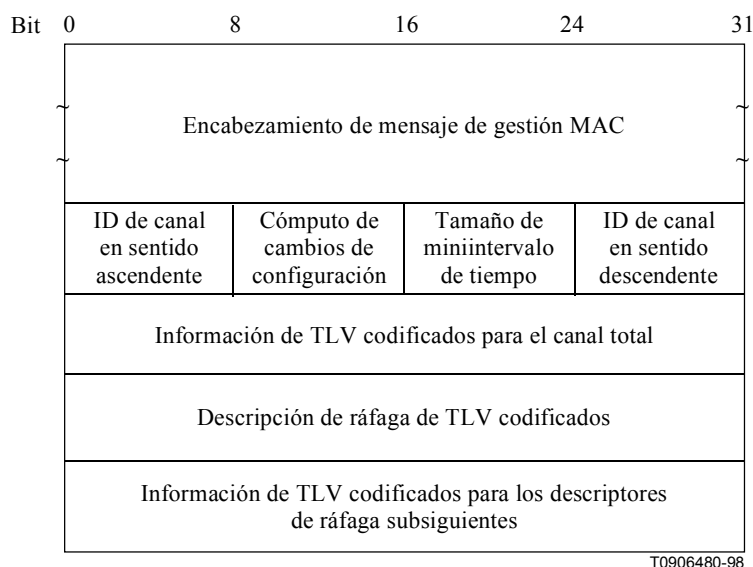 Bit 0 8 16 24 31
~ ~
Encabezamiento de mensaje de gestión MAC
~ ~
ID de canal en sentido ascendente
Cómputo de cambios de configuración
Tamaño de miniintervalo de tiempo
ID de canal en sentido descendente
Información de TLV codificados para el canal total
Descripción de ráfaga de TLV codificados
Información de TLV codificados para los descriptores
de ráfaga subsiguientes
T0906480-98